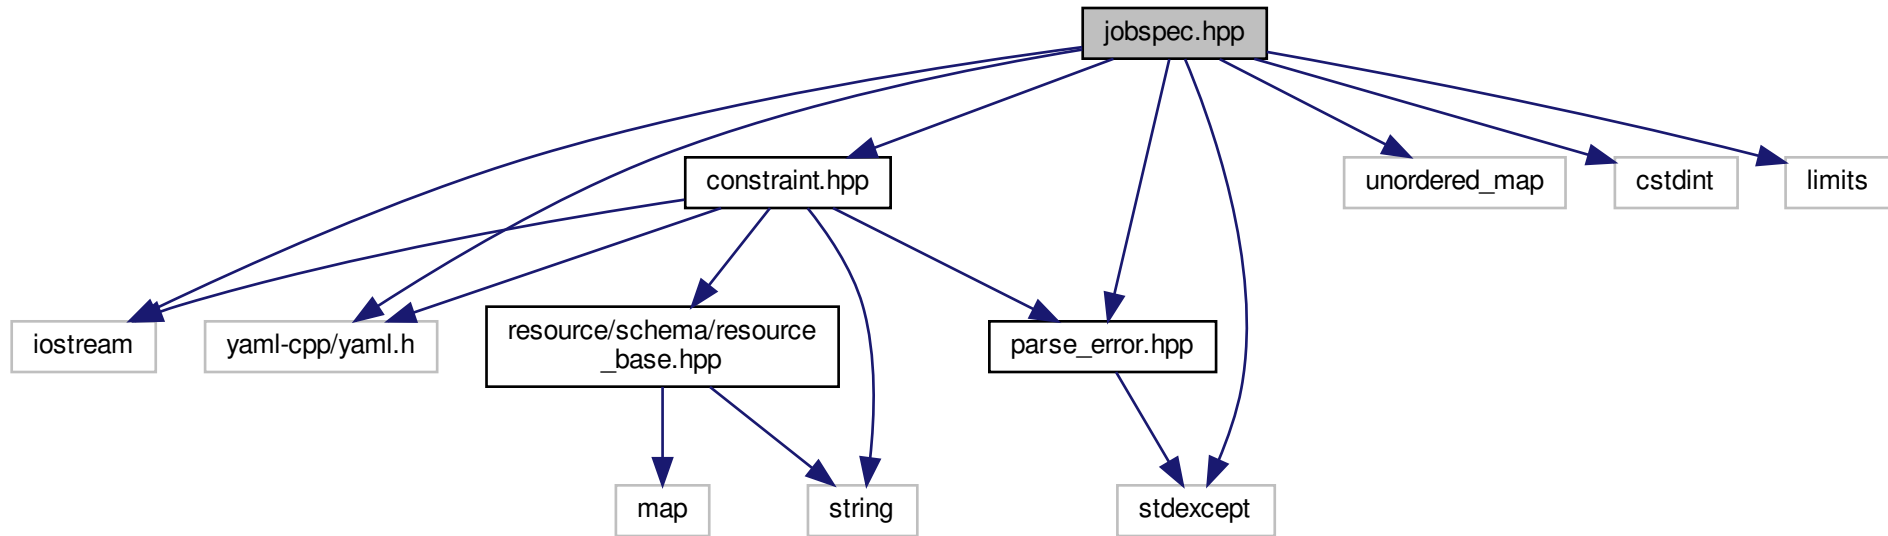 jobspec.hpp
constraint.hpp
unordered_map
cstdint
limits
iostream
yaml-cpp/yaml.h
resource/schema/resource
_base.hpp
parse_error.hpp
map
string
stdexcept